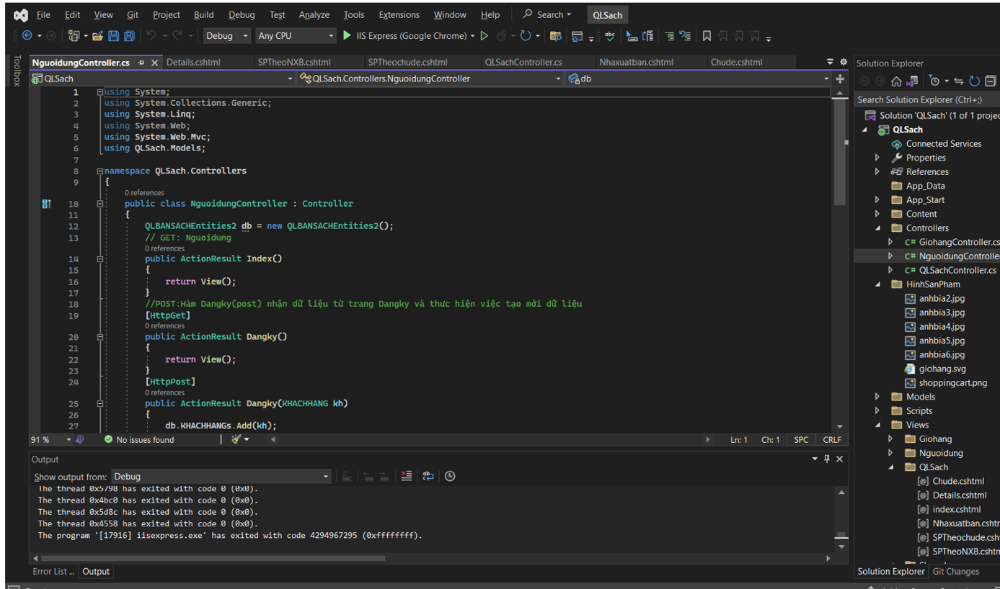 File Edit View Git Project Build Debug Test Analyze Tools Extensions Window Help Search QLSach
Debug Any CPU IIS Express (Google Chrome)
Toolbox
NguoidungController.cs Details.cshtml SPTheoNXB.cshtml SPTheochude.cshtml QLSachController.cs Nhaxuatban.cshtml Chude.cshtml
QLSach QLSach.Controllers.NguoidungController db
1 using System;
2 using System.Collections.Generic;
3 using System.Linq;
4 using System.Web;
5 using System.Web.Mvc;
6 using QLSach.Models;
7
8 namespace QLSach.Controllers
9 {
0 references
10 public class NguoidungController : Controller
11 {
12 QLBANSACHEntities2 db = new QLBANSACHEntities2();
13 // GET: Nguoidung
0 references
14 public ActionResult Index()
15 {
16 return View();
17 }
18 //POST:Hàm Dangky(post) nhận dữ liệu từ trang Dangky và thực hiện việc tạo mới dữ liệu
19 [HttpGet]
0 references
20 public ActionResult Dangky()
21 {
22 return View();
23 }
24 [HttpPost]
0 references
25 public ActionResult Dangky(KHACHHANG kh)
26 {
27 db.KHACHHANGs.Add(kh);
91 % No issues found Ln: 1 Ch: 1 SPC CRLF
Output
Show output from: Debug
The thread 0x5798 has exited with code 0 (0x0).
The thread 0x4bc0 has exited with code 0 (0x0).
The thread 0x5d8c has exited with code 0 (0x0).
The thread 0x4558 has exited with code 0 (0x0).
The program '[17916] iisexpress.exe' has exited with code 4294967295 (0xffffffff).
Error List ... Output
Solution Explorer
Search Solution Explorer (Ctrl+;)
Solution 'QLSach' (1 of 1 projec
QLSach
Connected Services
Properties
References
App_Data
App_Start
Content
Controllers
C# GiohangController.cs
C# NguoidungControlle
C# QLSachController.cs
HinhSanPham
anhbia2.jpg
anhbia3.jpg
anhbia4.jpg
anhbia5.jpg
anhbia6.jpg
giohang.svg
shoppingcart.png
Models
Scripts
Views
Giohang
Nguoidung
QLSach
Chude.cshtml
Details.cshtml
index.cshtml
Nhaxuatban.cshtr
SPTheochude.csh
SPTheoNXB.cshtn
Solution Explorer Git Changes